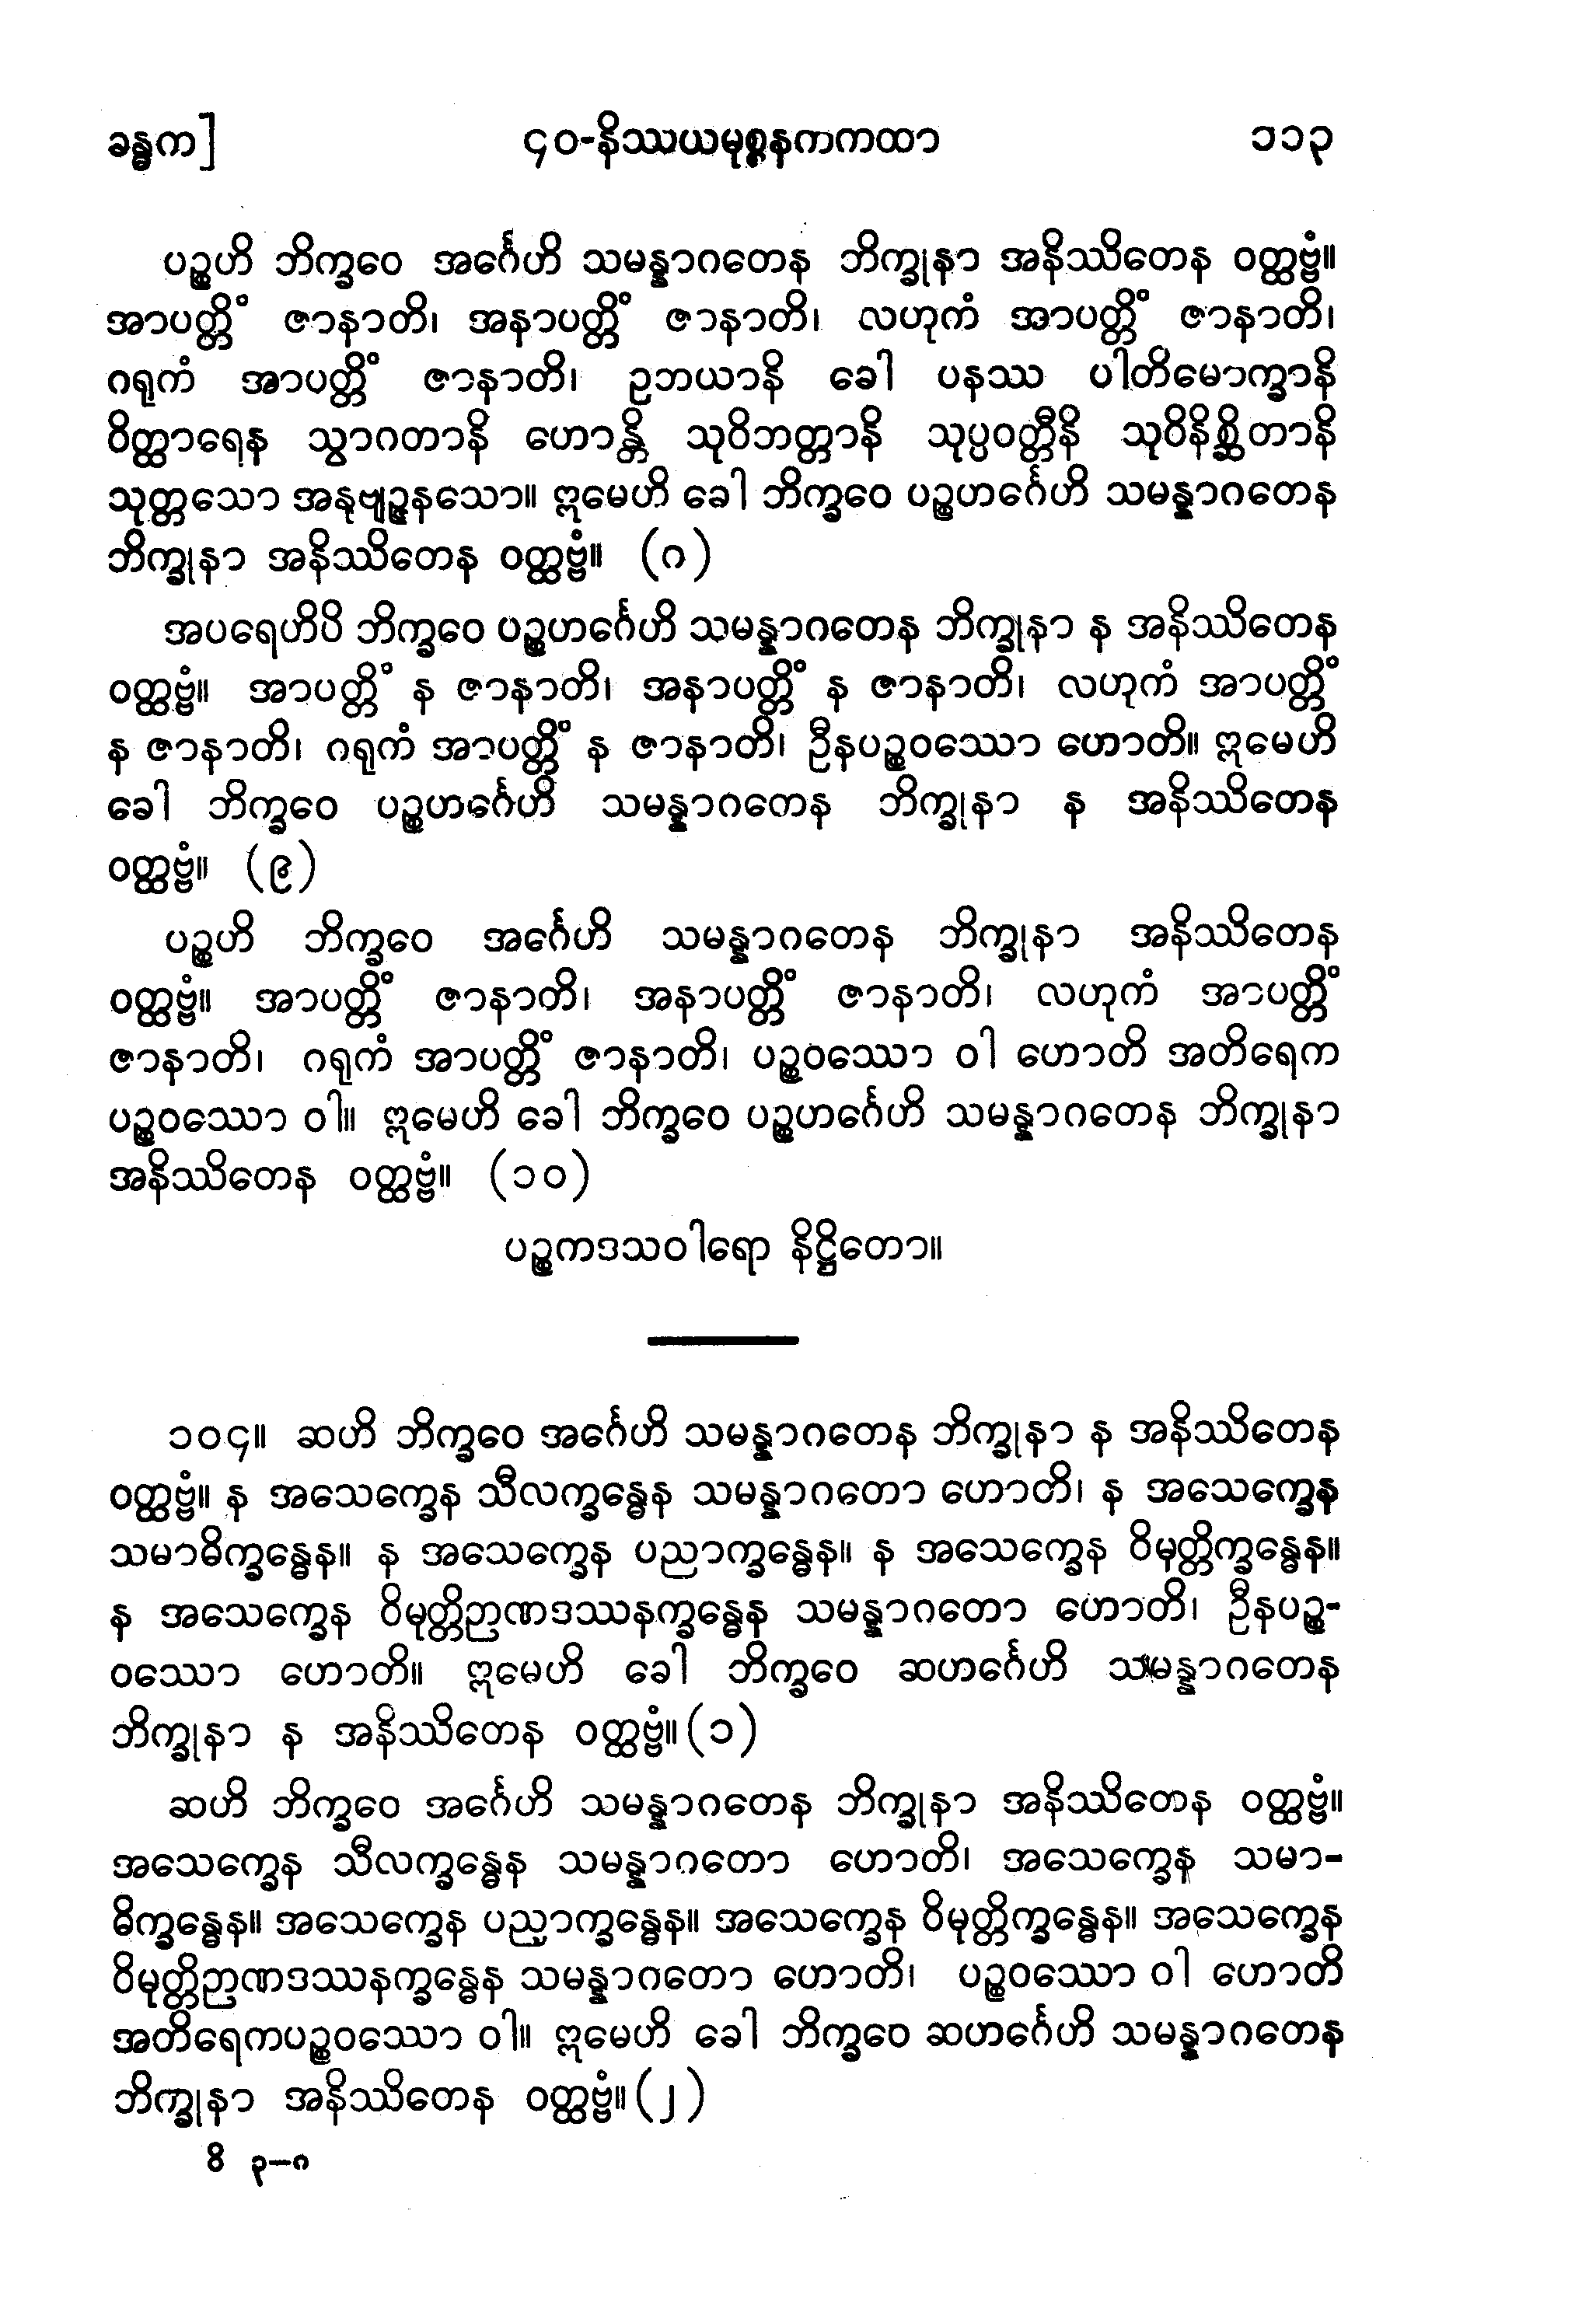 ခန္ဓက] ၄၀-နိဿယမုစ္စနကကထာ ၁၁၃
ပဉ္စဟိ ဘိက္ခဝေ အင်္ဂေဟိ သမန္နာဂတေန ဘိက္ခုနာ အနိဿိတေန ဝတ္ထဗ္ဗံ။
အာပတ္တိံ ဇာနာတိ၊ အနာပတ္တိံ ဇာနာတိ၊ လဟုကံ အာပတ္တိံ ဇာနာတိ၊
ဂရုကံ အာပတ္တိံ ဇာနာတိ၊ ဥဘယာနိ ခေါ ပနဿ ပါတိမောက္ခာနိ
ဝိတ္ထာရေန သွာဂတာနိ ဟောန္တိ သုဝိဘတ္တာနိ သုပ္ပဝတ္တီနိ သုဝိနိစ္ဆိတာနိ
သုတ္တသော အနုဗျဉ္ဇနသော။ ဣမေဟိ ခေါ ဘိက္ခဝေ ပဉ္စဟင်္ဂေဟိ သမန္နာဂတေန
ဘိက္ခုနာ အနိဿိတေန ဝတ္ထဗ္ဗံ။ (၈)
အပရေဟိပိ ဘိက္ခဝေ ပဉ္စဟင်္ဂေဟိ သမန္နာဂတေန ဘိက္ခုနာ န အနိဿိတေန
ဝတ္ထဗ္ဗံ။ အာပတ္တိံ န ဇာနာတိ၊ အနာပတ္တိံ န ဇာနာတိ၊ လဟုကံ အာပတ္တိံ
န ဇာနာတိ၊ ဂရုကံ အာပတ္တိံ န ဇာနာတိ၊ ဦနပဉ္စဝဿော ဟောတိ။ ဣမေဟိ
ခေါ ဘိက္ခဝေ ပဉ္စဟင်္ဂေဟိ သမန္နာဂတေန ဘိက္ခုနာ န အနိဿိတေန
ဝတ္ထဗ္ဗံ။ (၉)
ပဉ္စဟိ ဘိက္ခဝေ အင်္ဂေဟိ သမန္နာဂတေန ဘိက္ခုနာ အနိဿိတေန
ဝတ္ထဗ္ဗံ။ အာပတ္တိံ ဇာနာတိ၊ အနာပတ္တိံ ဇာနာတိ၊ လဟုကံ အာပတ္တိံ
ဇာနာတိ၊ ဂရုကံ အာပတ္တိံ ဇာနာတိ၊ ပဉ္စဝဿော ဝါ ဟောတိ အတိရေက
ပဉ္စဝဿော ဝါ။ ဣမေဟိ ခေါ ဘိက္ခဝေ ပဉ္စဟင်္ဂေဟိ သမန္နာဂတေန ဘိက္ခုနာ
အနိဿိတေန ဝတ္ထဗ္ဗံ။ (၁၀)
ပဉ္စကဒသဝါရော နိဋ္ဌိတော။
၁၀၄။ ဆဟိ ဘိက္ခဝေ အင်္ဂေဟိ သမန္နာဂတေန ဘိက္ခုနာ န အနိဿိတေန
ဝတ္ထဗ္ဗံ။ န အသေက္ခေန သီလက္ခန္ဓေန သမန္နာဂတော ဟောတိ၊ န အသေက္ခေန
သမာဓိက္ခန္ဓေန။ န အသေက္ခေန ပညာက္ခန္ဓေန။ န အသေက္ခေန ဝိမုတ္တိက္ခန္ဓေန။
န အသေက္ခေန ဝိမုတ္တိဉာဏဒဿနက္ခန္ဓေန သမန္နာဂတော ဟောတိ၊ ဦနပဉ္စ-
ဝဿော ဟောတိ။ ဣမေဟိ ခေါ ဘိက္ခဝေ ဆဟင်္ဂေဟိ သမန္နာဂတေန
ဘိက္ခုနာ န အနိဿိတေန ဝတ္ထဗ္ဗံ။ (၁)
ဆဟိ ဘိက္ခဝေ အင်္ဂေဟိ သမန္နာဂတေန ဘိက္ခုနာ အနိဿိတေန ဝတ္ထဗ္ဗံ။
အသေက္ခေန သီလက္ခန္ဓေန သမန္နာဂတော ဟောတိ၊ အသေက္ခေန သမာ-
ဓိက္ခန္ဓေန။ အသေက္ခေန ပညာက္ခန္ဓေန။ အသေက္ခေန ဝိမုတ္တိက္ခန္ဓေန။ အသေက္ခေန
ဝိမုတ္တိဉာဏဒဿနက္ခန္ဓေန သမန္နာဂတော ဟောတိ၊ ပဉ္စဝဿော ဝါ ဟောတိ
အတိရေကပဉ္စဝဿော ဝါ။ ဣမေဟိ ခေါ ဘိက္ခဝေ ဆဟင်္ဂေဟိ သမန္နာဂတေန
ဘိက္ခုနာ အနိဿိတေန ဝတ္ထဗ္ဗံ။ (၂)
ဝိ ၃–၈